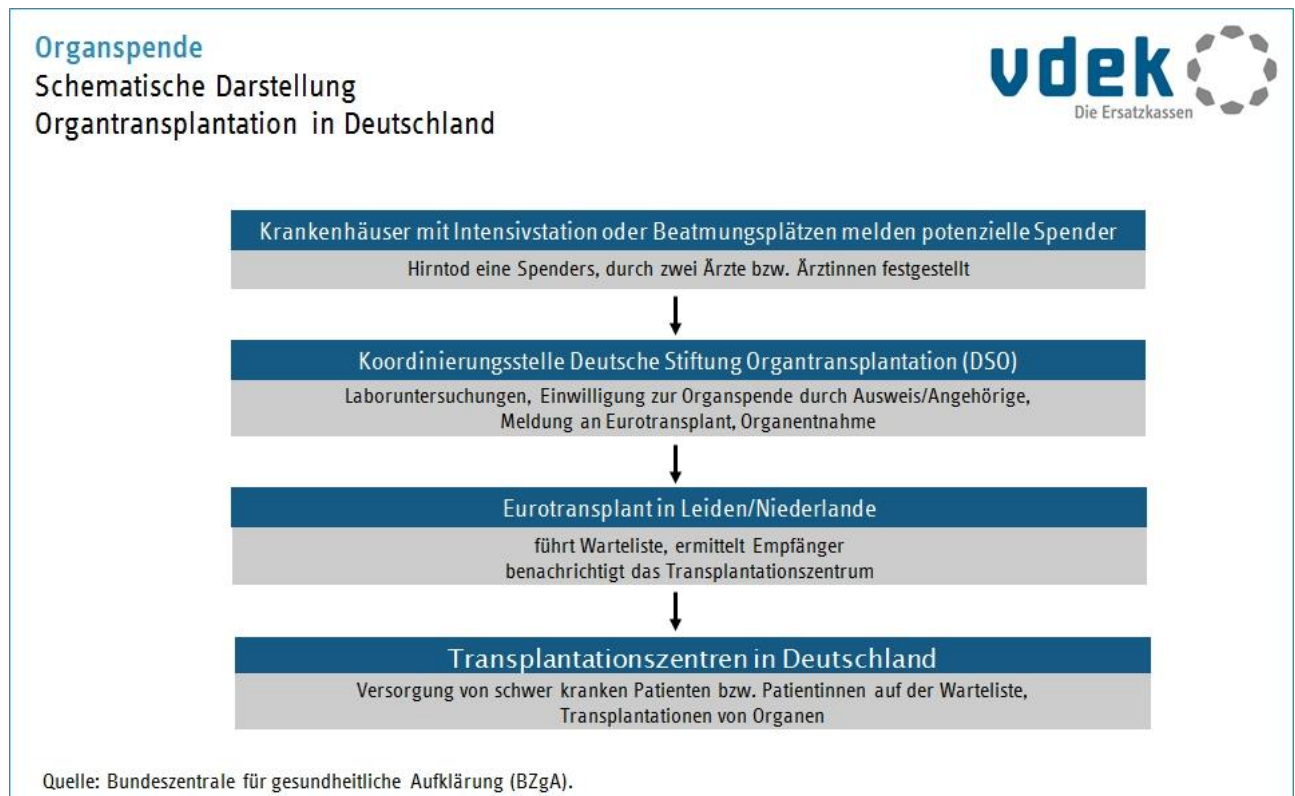 Organspende
Schematische Darstellung
Organtransplantation in Deutschland
vdek
Die Ersatzkassen
Krankenhäuser mit Intensivstation oder Beatmungsplätzen melden potenzielle Spender
Hirntod eine Spenders, durch zwei Ärzte bzw. Ärztinnen festgestellt
Koordinierungsstelle Deutsche Stiftung Organtransplantation (DSO)
Laboruntersuchungen, Einwilligung zur Organspende durch Ausweis/Angehörige,
Meldung an Eurotransplant, Organentnahme
Eurotransplant in Leiden/Niederlande
führt Warteliste, ermittelt Empfänger
benachrichtigt das Transplantationszentrum
Transplantationszentren in Deutschland
Versorgung von schwer kranken Patienten bzw. Patientinnen auf der Warteliste,
Transplantationen von Organen
Quelle: Bundeszentrale für gesundheitliche Aufklärung (BZgA).